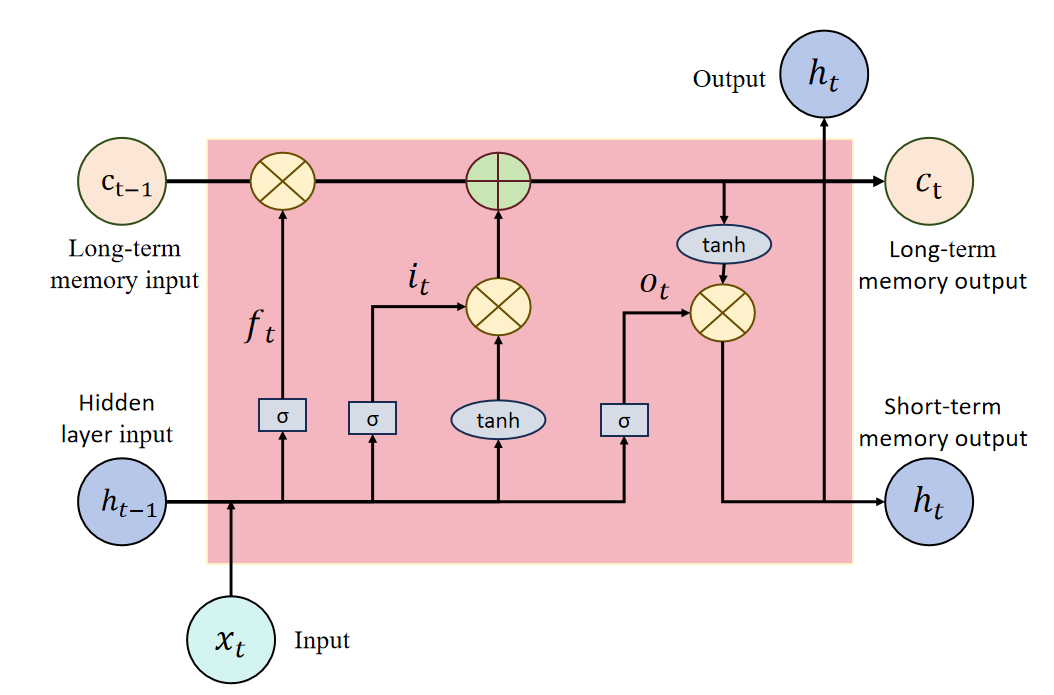 Output
h_t
c_{t−1}
c_t
Long-term
memory input
tanh
Long-term
memory output
i_t
o_t
f_t
Hidden
layer input
σ
σ
tanh
σ
Short-term
memory output
h_{t−1}
h_t
x_t
Input